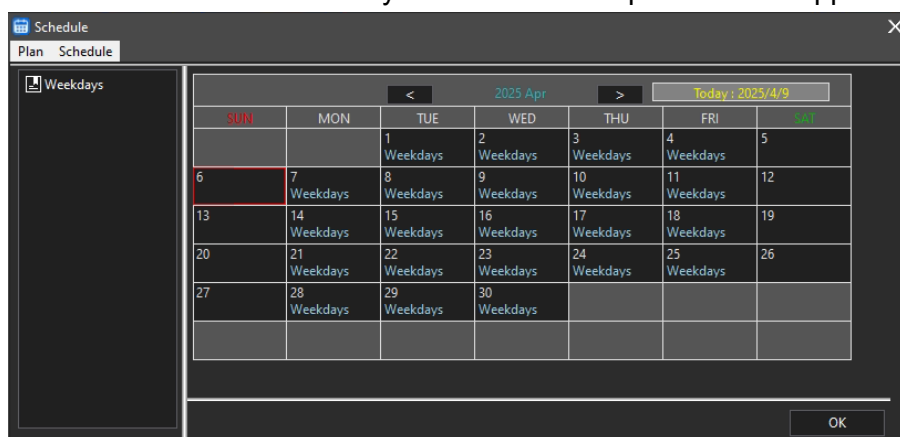 Schedule
Plan Schedule
Weekdays
< 2025 Apr > Today : 2025/4/9
SUN MON TUE WED THU FRI SAT
1 2 3 4 5
Weekdays Weekdays Weekdays Weekdays
6 7 8 9 10 11 12
Weekdays Weekdays Weekdays Weekdays Weekdays
13 14 15 16 17 18 19
Weekdays Weekdays Weekdays Weekdays Weekdays
20 21 22 23 24 25 26
Weekdays Weekdays Weekdays Weekdays Weekdays
27 28 29 30
Weekdays Weekdays Weekdays
OK